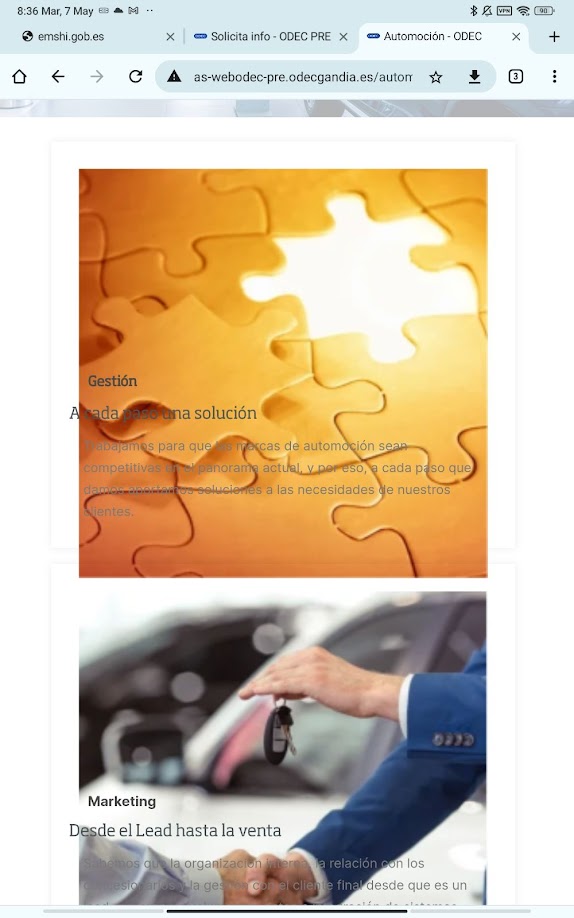 8:36 Mar, 7 May
VPN
90
emshi.gob.es
Solicita info - ODEC PRE
Automoción - ODEC
as-webodec-pre.odecgandia.es/autom
3
Gestión
A cada paso una solución
Trabajamos para que las marcas de automoción sean
competitivas en el panorama actual, y por eso, a cada paso que
damos aportamos soluciones a las necesidades de nuestros
clientes.
Marketing
Desde el Lead hasta la venta
Sabemos que la organización interna, la relación con los
concesionarios y la gestión con el cliente final desde que es un